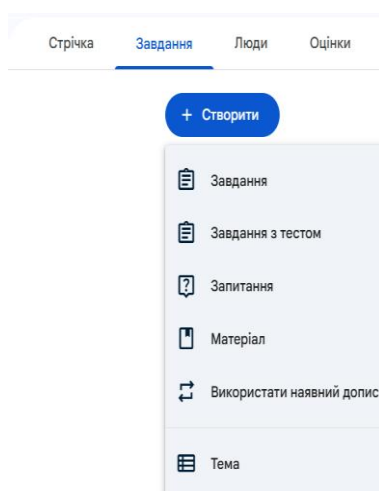 Стрічка Завдання Люди Оцінки
+ Створити
Завдання
Завдання з тестом
Запитання
Матеріал
Використати наявний допис
Тема